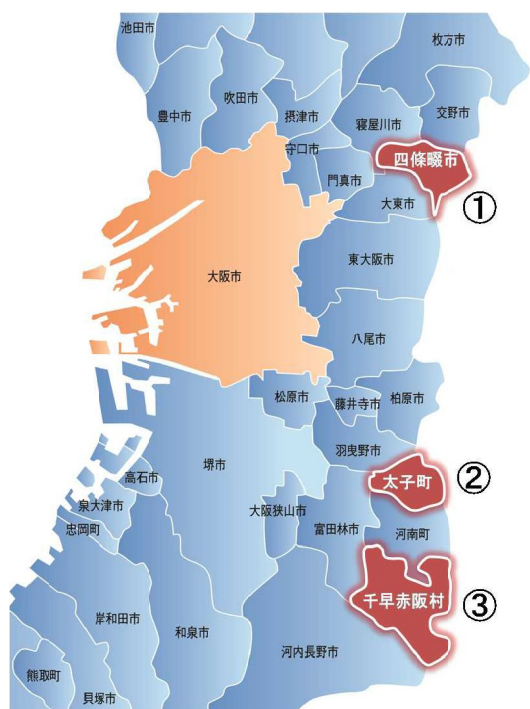 池田市
枚方市
吹田市
摂津市
豊中市
寝屋川市
交野市
守口市
四條畷市
門真市
大東市
①
東大阪市
大阪市
八尾市
松原市
藤井寺市
柏原市
羽曳野市
堺市
高石市
太子町
②
泉大津市
大阪狭山市
忠岡町
富田林市
河南町
千早赤阪村
③
岸和田市
和泉市
河内長野市
熊取町
貝塚市